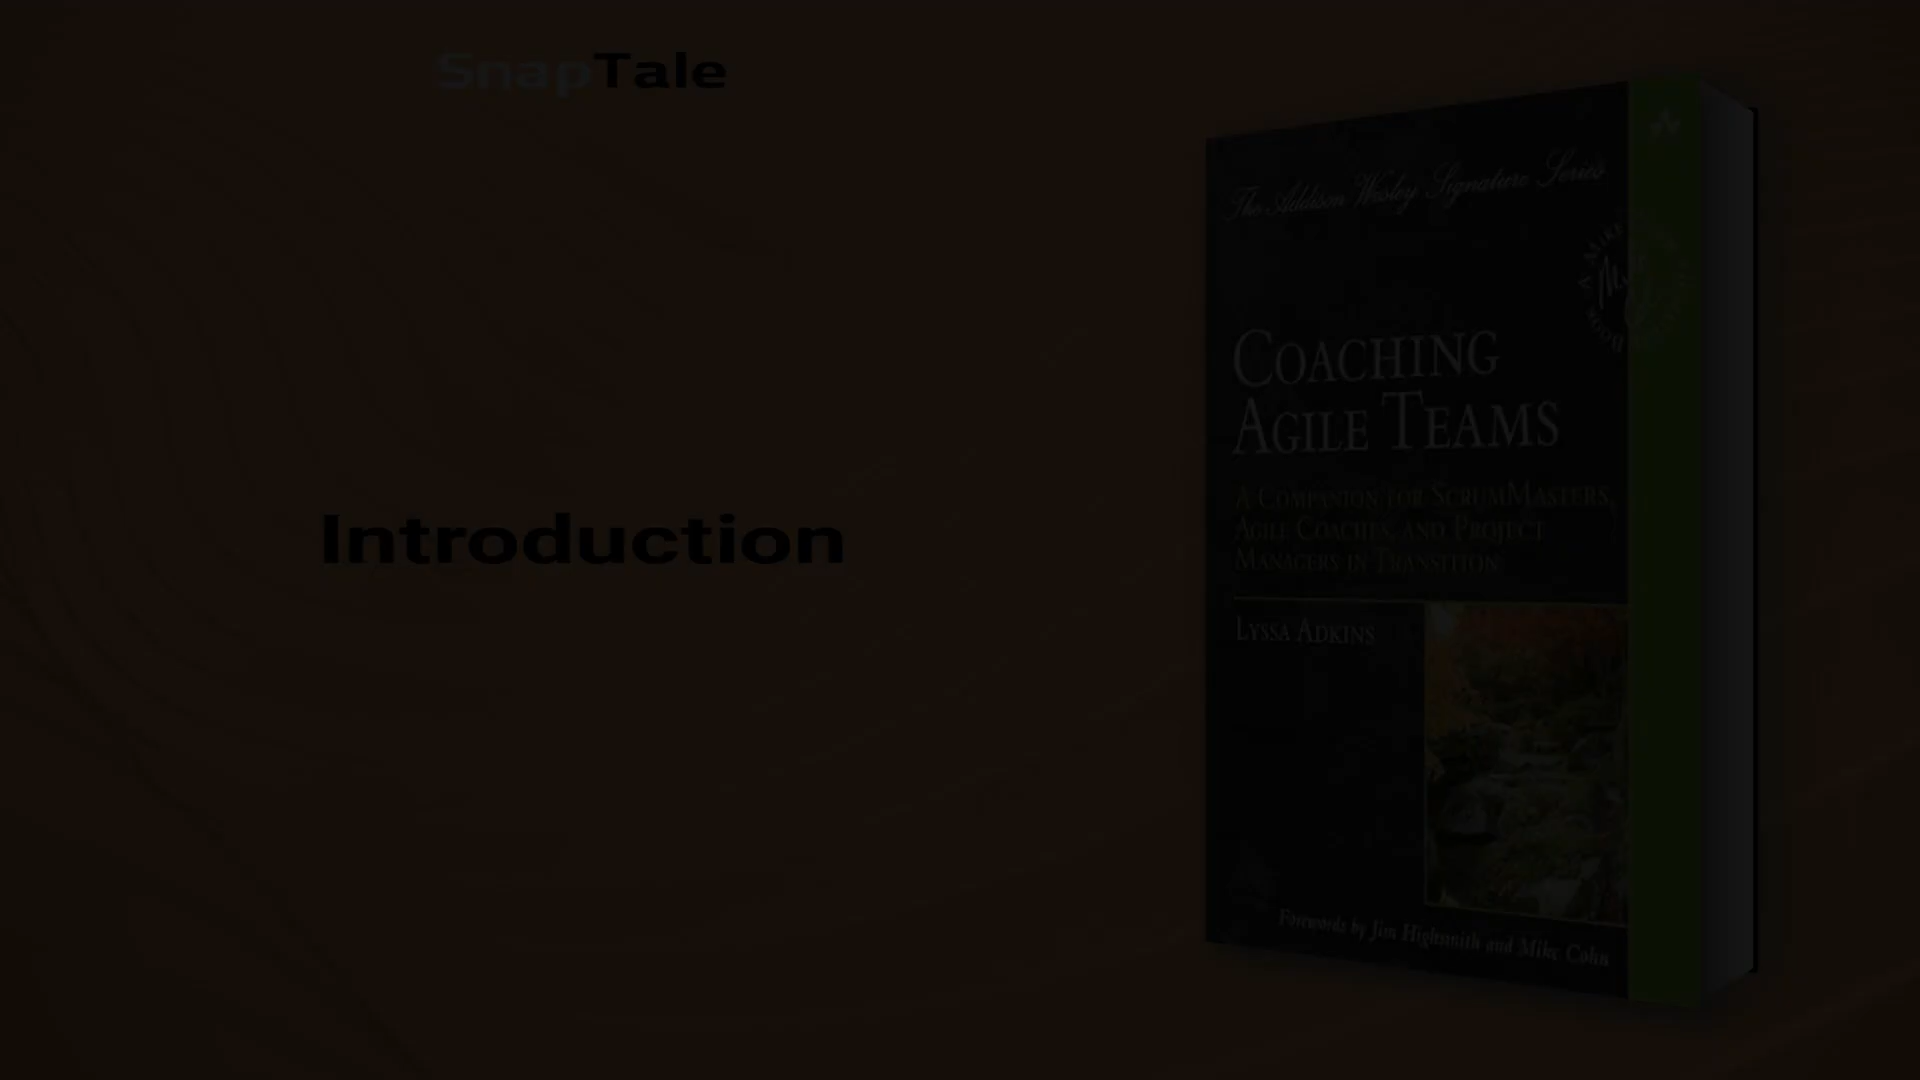 SnapTale
Introduction
The Addison Wesley Signature Series
COACHING
AGILE TEAMS
A COMPANION FOR SCRUMMASTERS,
AGILE COACHES, AND PROJECT
MANAGERS IN TRANSITION
LYSSA ADKINS
Forewords by Jim Highsmith and Mike Cohn